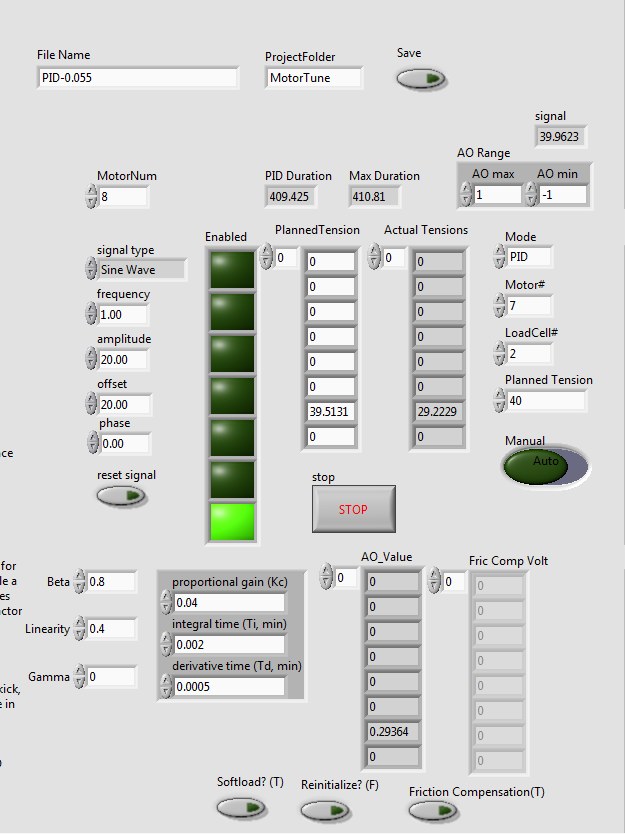 File Name
ProjectFolder
Save
PID-0.055
MotorTune
signal
39.9623
AO Range
AO max
AO min
1
-1
MotorNum
8
PID Duration
Max Duration
409.425
410.81
signal type
Sine Wave
frequency
1.00
amplitude
20.00
offset
20.00
phase
0.00
reset signal
Enabled
PlannedTension
0
0
0
0
0
0
0
39.5131
0
Actual Tensions
0
0
0
0
0
0
0
29.2229
0
Mode
PID
Motor#
7
LoadCell#
2
Planned Tension
40
Manual
Auto
stop
STOP
nce
for
le a
es
actor
kick,
e in
Beta
0.8
Linearity
0.4
Gamma
0
proportional gain (Kc)
0.04
integral time (Ti, min)
0.002
derivative time (Td, min)
0.0005
AO_Value
0
0
0
0
0
0
0
0.29364
0
Fric Comp Volt
0
0
0
0
0
0
0
0
0
Softload? (T)
Reinitialize? (F)
Friction Compensation(T)